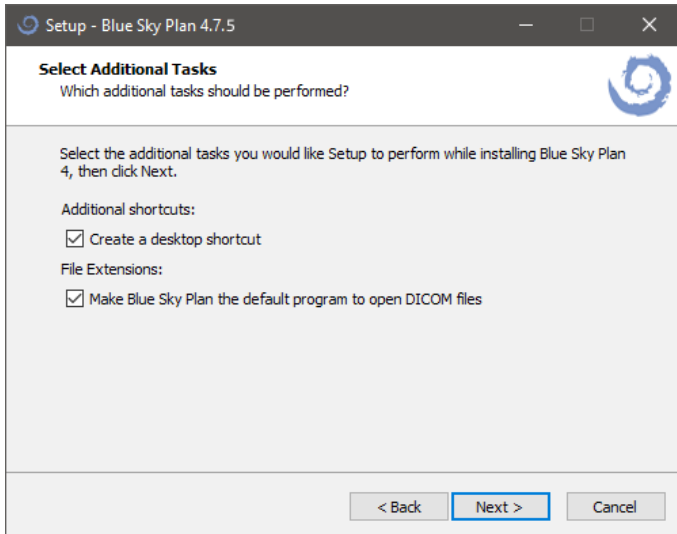 Setup - Blue Sky Plan 4.7.5
Select Additional Tasks
Which additional tasks should be performed?
Select the additional tasks you would like Setup to perform while installing Blue Sky Plan
4, then click Next.
Additional shortcuts:
Create a desktop shortcut
File Extensions:
Make Blue Sky Plan the default program to open DICOM files
< Back Next > Cancel